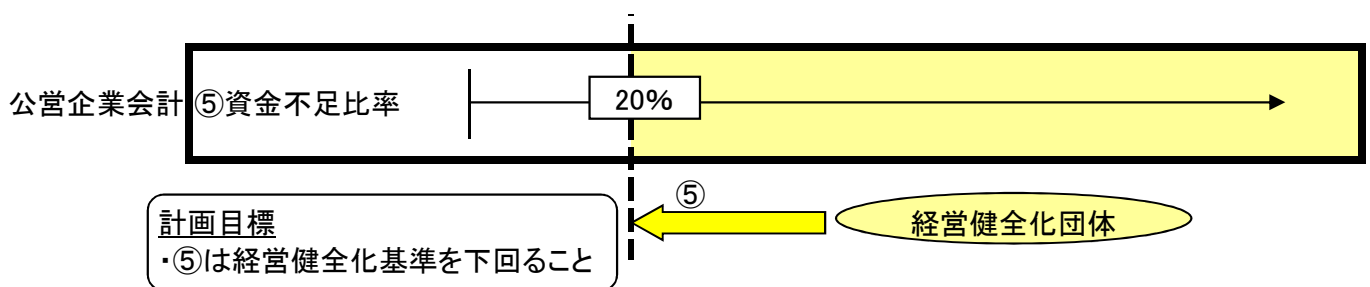 公営企業会計 ⑤資金不足比率 20%
⑤
経営健全化団体
計画目標
・⑤は経営健全化基準を下回ること